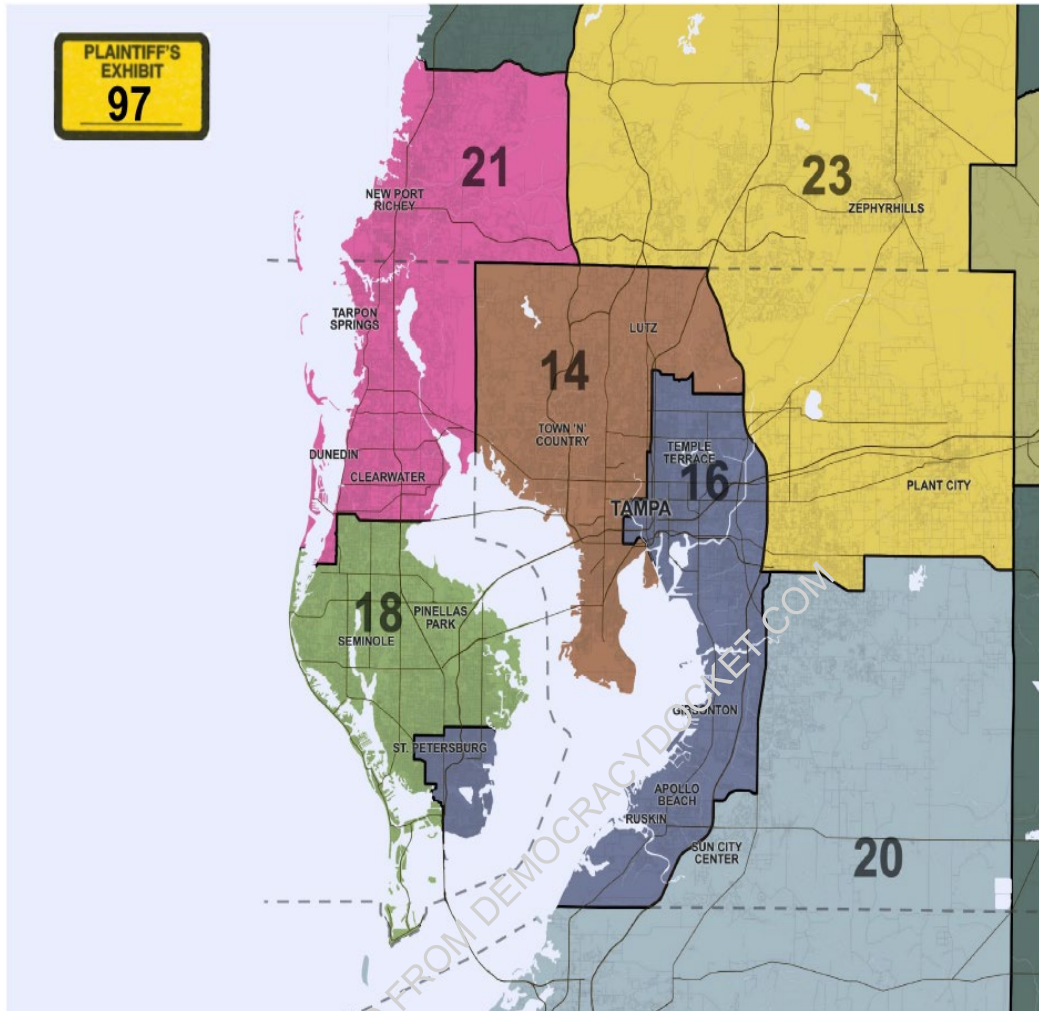 PLAINTIFF'S
EXHIBIT
97
21
23
NEW PORT
RICHEY
ZEPHYRHILLS
TARPON
SPRINGS
LUTZ
14
TOWN 'N'
COUNTRY
TEMPLE
TERRACE
DUNEDIN
CLEARWATER
16
PLANT CITY
TAMPA
18
PINELLAS
PARK
SEMINOLE
GIBSONTON
ST. PETERSBURG
APOLLO
BEACH
RUSKIN
SUN CITY
CENTER
20
FROM DEMOCRACYDOCKET.COM